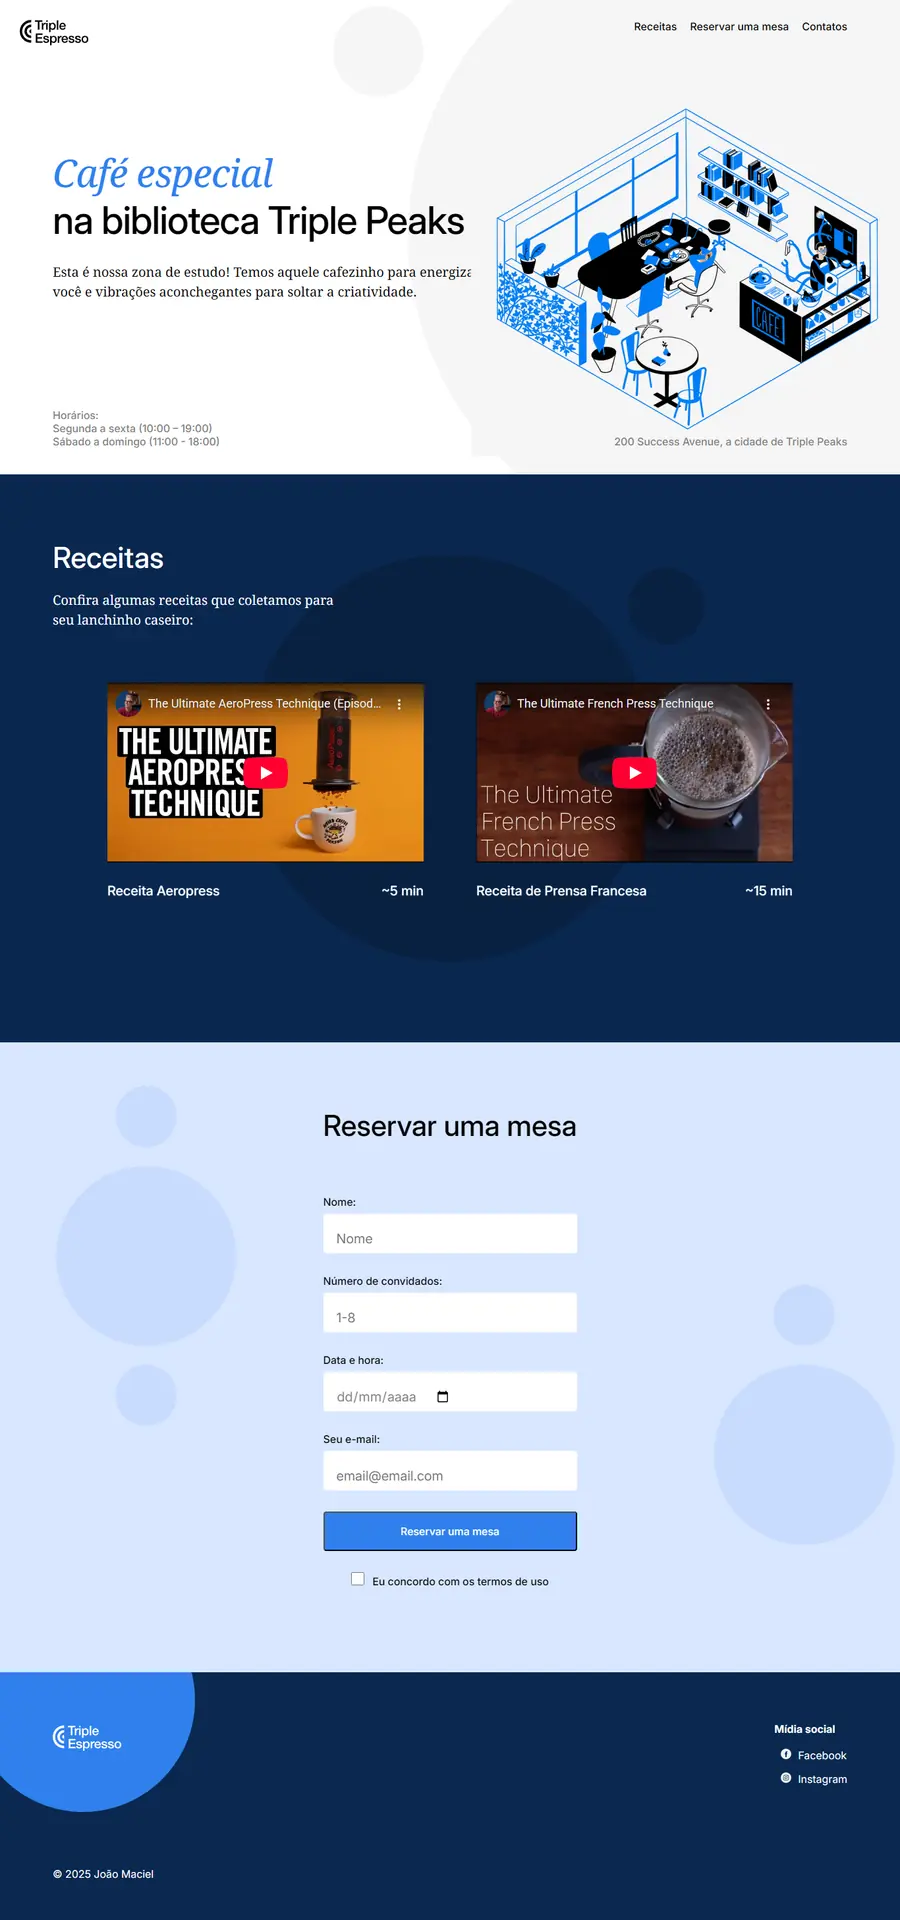 Triple
Espresso
Receitas Reservar uma mesa Contatos
Café especial
na biblioteca Triple Peaks
Esta é nossa zona de estudo! Temos aquele cafezinho para energiza
você e vibrações aconchegantes para soltar a criatividade.
CAFE
Horários:
Segunda a sexta (10:00 – 19:00)
Sábado a domingo (11:00 - 18:00)
200 Success Avenue, a cidade de Triple Peaks
Receitas
Confira algumas receitas que coletamos para
seu lanchinho caseiro:
The Ultimate AeroPress Technique (Episod...
THE ULTIMATE
AEROPRES
TECHNIQUE
The Ultimate French Press Technique
The Ultimate
French Press
Technique
Receita Aeropress ~5 min
Receita de Prensa Francesa ~15 min
Reservar uma mesa
Nome:
Nome
Número de convidados:
1-8
Data e hora:
dd/mm/aaaa
Seu e-mail:
email@email.com
Reservar uma mesa
Eu concordo com os termos de uso
Triple
Espresso
Mídia social
Facebook
Instagram
© 2025 João Maciel